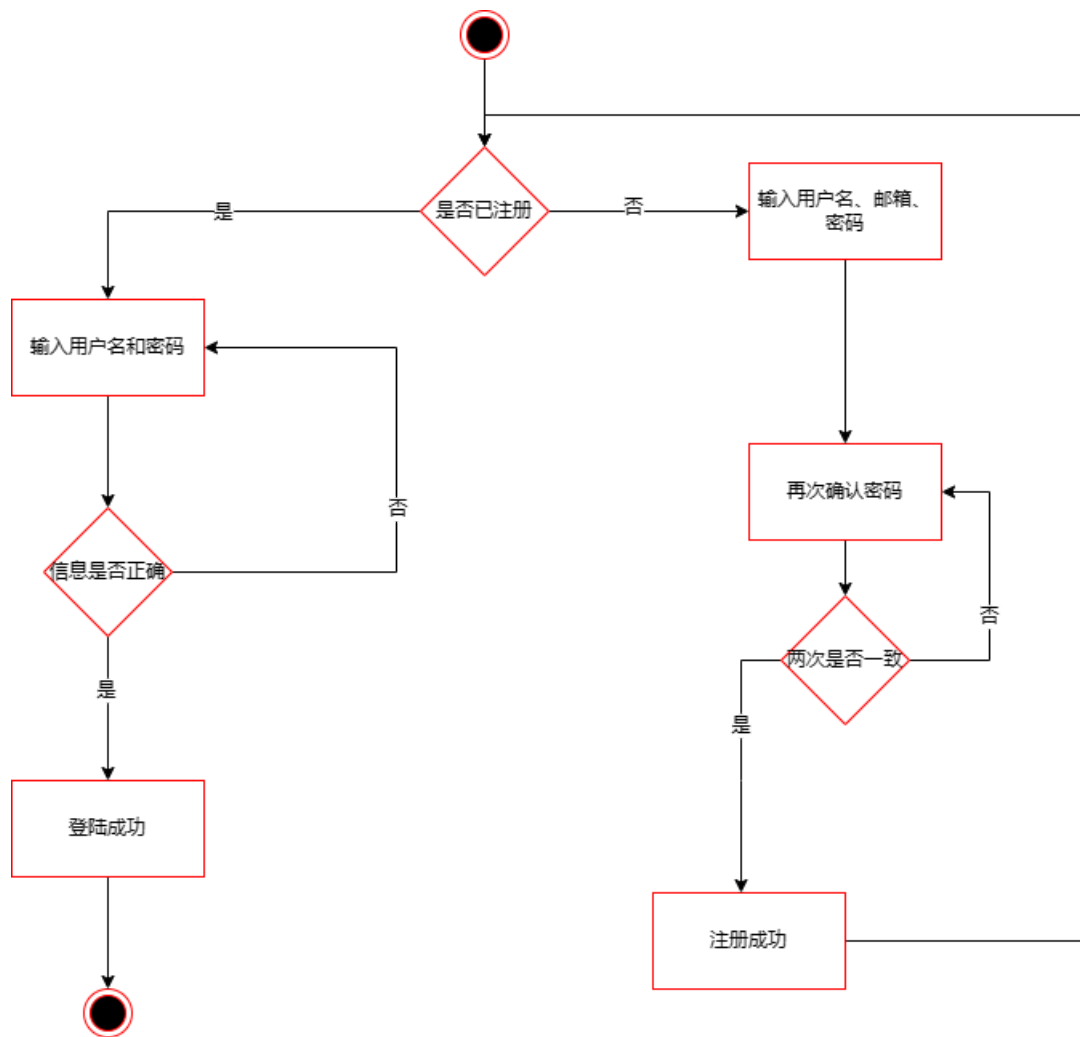 是否已注册
是
否
输入用户名、邮箱、
密码
输入用户名和密码
否
再次确认密码
信息是否正确
否
两次是否一致
是
是
登陆成功
注册成功